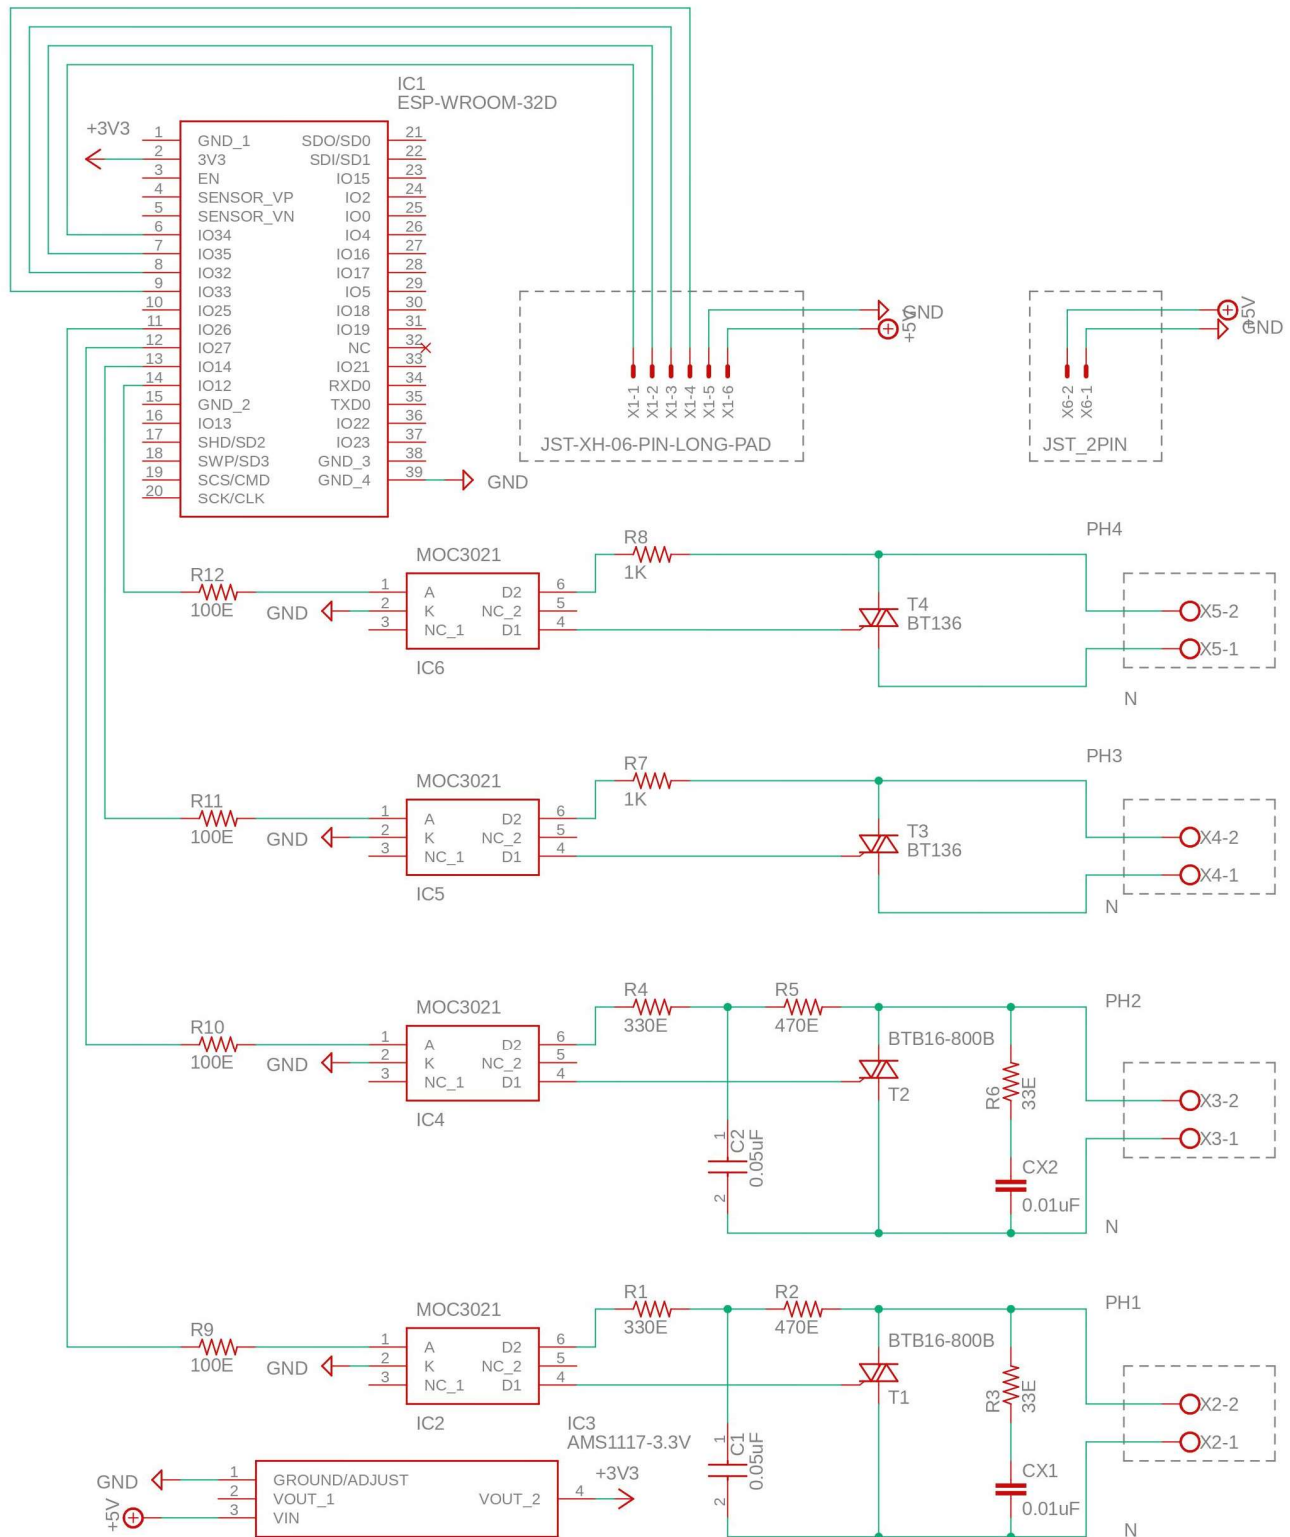 IC1
ESP-WROOM-32D
+3V3
1 GND_1 SDO/SD0 21
2 3V3 SDI/SD1 22
3 EN IO15 23
4 SENSOR_VP IO2 24
5 SENSOR_VN IO0 25
6 IO34 IO4 26
7 IO35 IO16 27
8 IO32 IO17 28
9 IO33 IO5 29
10 IO25 IO18 30
11 IO26 IO19 31
12 IO27 NC 32
13 IO14 IO21 33
14 IO12 RXD0 34
15 GND_2 TXD0 35
16 IO13 IO22 36
17 SHD/SD2 IO23 37
18 SWP/SD3 GND_3 38
19 SCS/CMD GND_4 39
20 SCK/CLK
GND
GND
+5V
X1-1
X1-2
X1-3
X1-4
X1-5
X1-6
JST-XH-06-PIN-LONG-PAD
+5V
GND
X6-2
X6-1
JST_2PIN
PH4
R12
100E
GND
MOC3021
1 A D2 6
2 K NC_2 5
3 NC_1 D1 4
IC6
R8
1K
T4
BT136
X5-2
X5-1
N
PH3
R11
100E
GND
MOC3021
1 A D2 6
2 K NC_2 5
3 NC_1 D1 4
IC5
R7
1K
T3
BT136
X4-2
X4-1
N
PH2
R10
100E
GND
MOC3021
1 A D2 6
2 K NC_2 5
3 NC_1 D1 4
IC4
R4
330E
R5
470E
BTB16-800B
T2
R6
33E
1
C2
0.05uF
2
CX2
0.01uF
X3-2
X3-1
N
PH1
R9
100E
GND
MOC3021
1 A D2 6
2 K NC_2 5
3 NC_1 D1 4
IC2
R1
330E
R2
470E
BTB16-800B
T1
R3
33E
1
C1
0.05uF
2
CX1
0.01uF
X2-2
X2-1
N
IC3
AMS1117-3.3V
GND
+5V
1 GROUND/ADJUST
2 VOUT_1 VOUT_2 4
3 VIN
+3V3